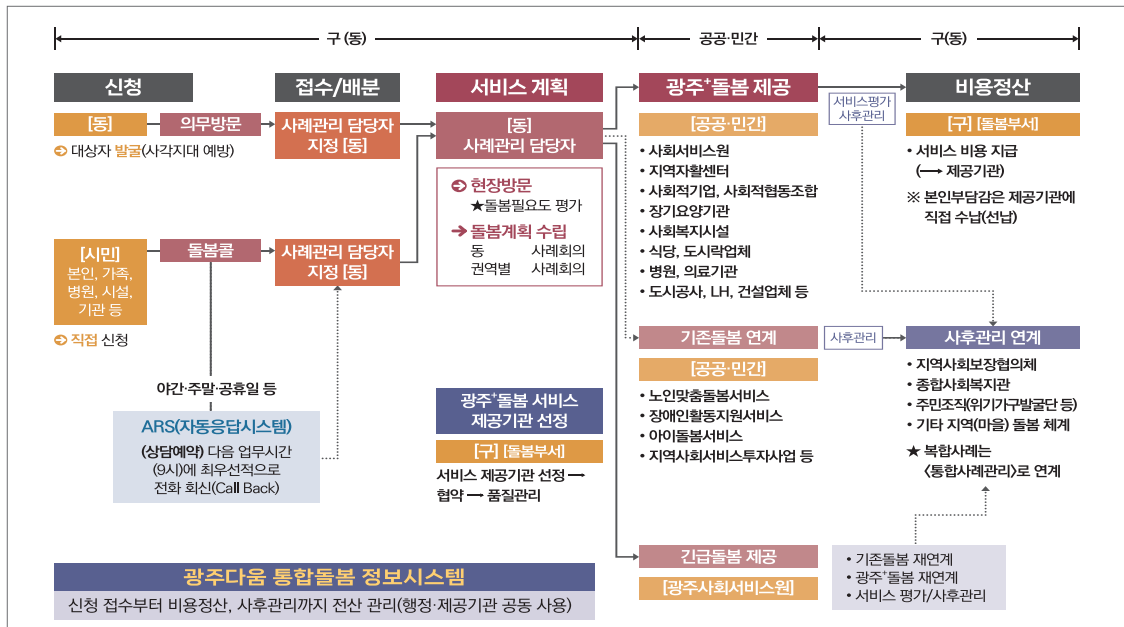 구 (동)
공공·민간
구(동)
신청
접수/배분
서비스 계획
광주⁺돌봄 제공
비용정산
[동]
의무방문
사례관리 담당자
지정 [동]
➲ 대상자 발굴(사각지대 예방)
[시민]
본인, 가족,
병원, 시설,
기관 등
돌봄콜
사례관리 담당자
지정 [동]
➲ 직접 신청
야간·주말·공휴일 등
ARS(자동응답시스템)
(상담예약) 다음 업무시간
(9시)에 최우선적으로
전화 회신(Call Back)
[동]
사례관리 담당자
➲ 현장방문
★돌봄필요도 평가
➔ 돌봄계획 수립
동 사례회의
권역별 사례회의
광주⁺돌봄 서비스
제공기관 선정
[구] [돌봄부서]
서비스 제공기관 선정 →
협약 → 품질관리
[공공·민간]
• 사회서비스원
• 지역자활센터
• 사회적기업, 사회적협동조합
• 장기요양기관
• 사회복지시설
• 식당, 도시락업체
• 병원, 의료기관
• 도시공사, LH, 건설업체 등
기존돌봄 연계
[공공·민간]
• 노인맞춤돌봄서비스
• 장애인활동지원서비스
• 아이돌봄서비스
• 지역사회서비스투자사업 등
긴급돌봄 제공
[광주사회서비스원]
서비스평가
사후관리
사후관리
[구] [돌봄부서]
• 서비스 비용 지급
(→ 제공기관)
※ 본인부담감은 제공기관에
직접 수납(선납)
사후관리 연계
• 지역사회보장협의체
• 종합사회복지관
• 주민조직(위기가구발굴단 등)
• 기타 지역(마을) 돌봄 체계
★ 복합사례는
〈통합사례관리〉로 연계
• 기존돌봄 재연계
• 광주⁺돌봄 재연계
• 서비스 평가/사후관리
광주다움 통합돌봄 정보시스템
신청 접수부터 비용정산, 사후관리까지 전산 관리(행정·제공기관 공동 사용)